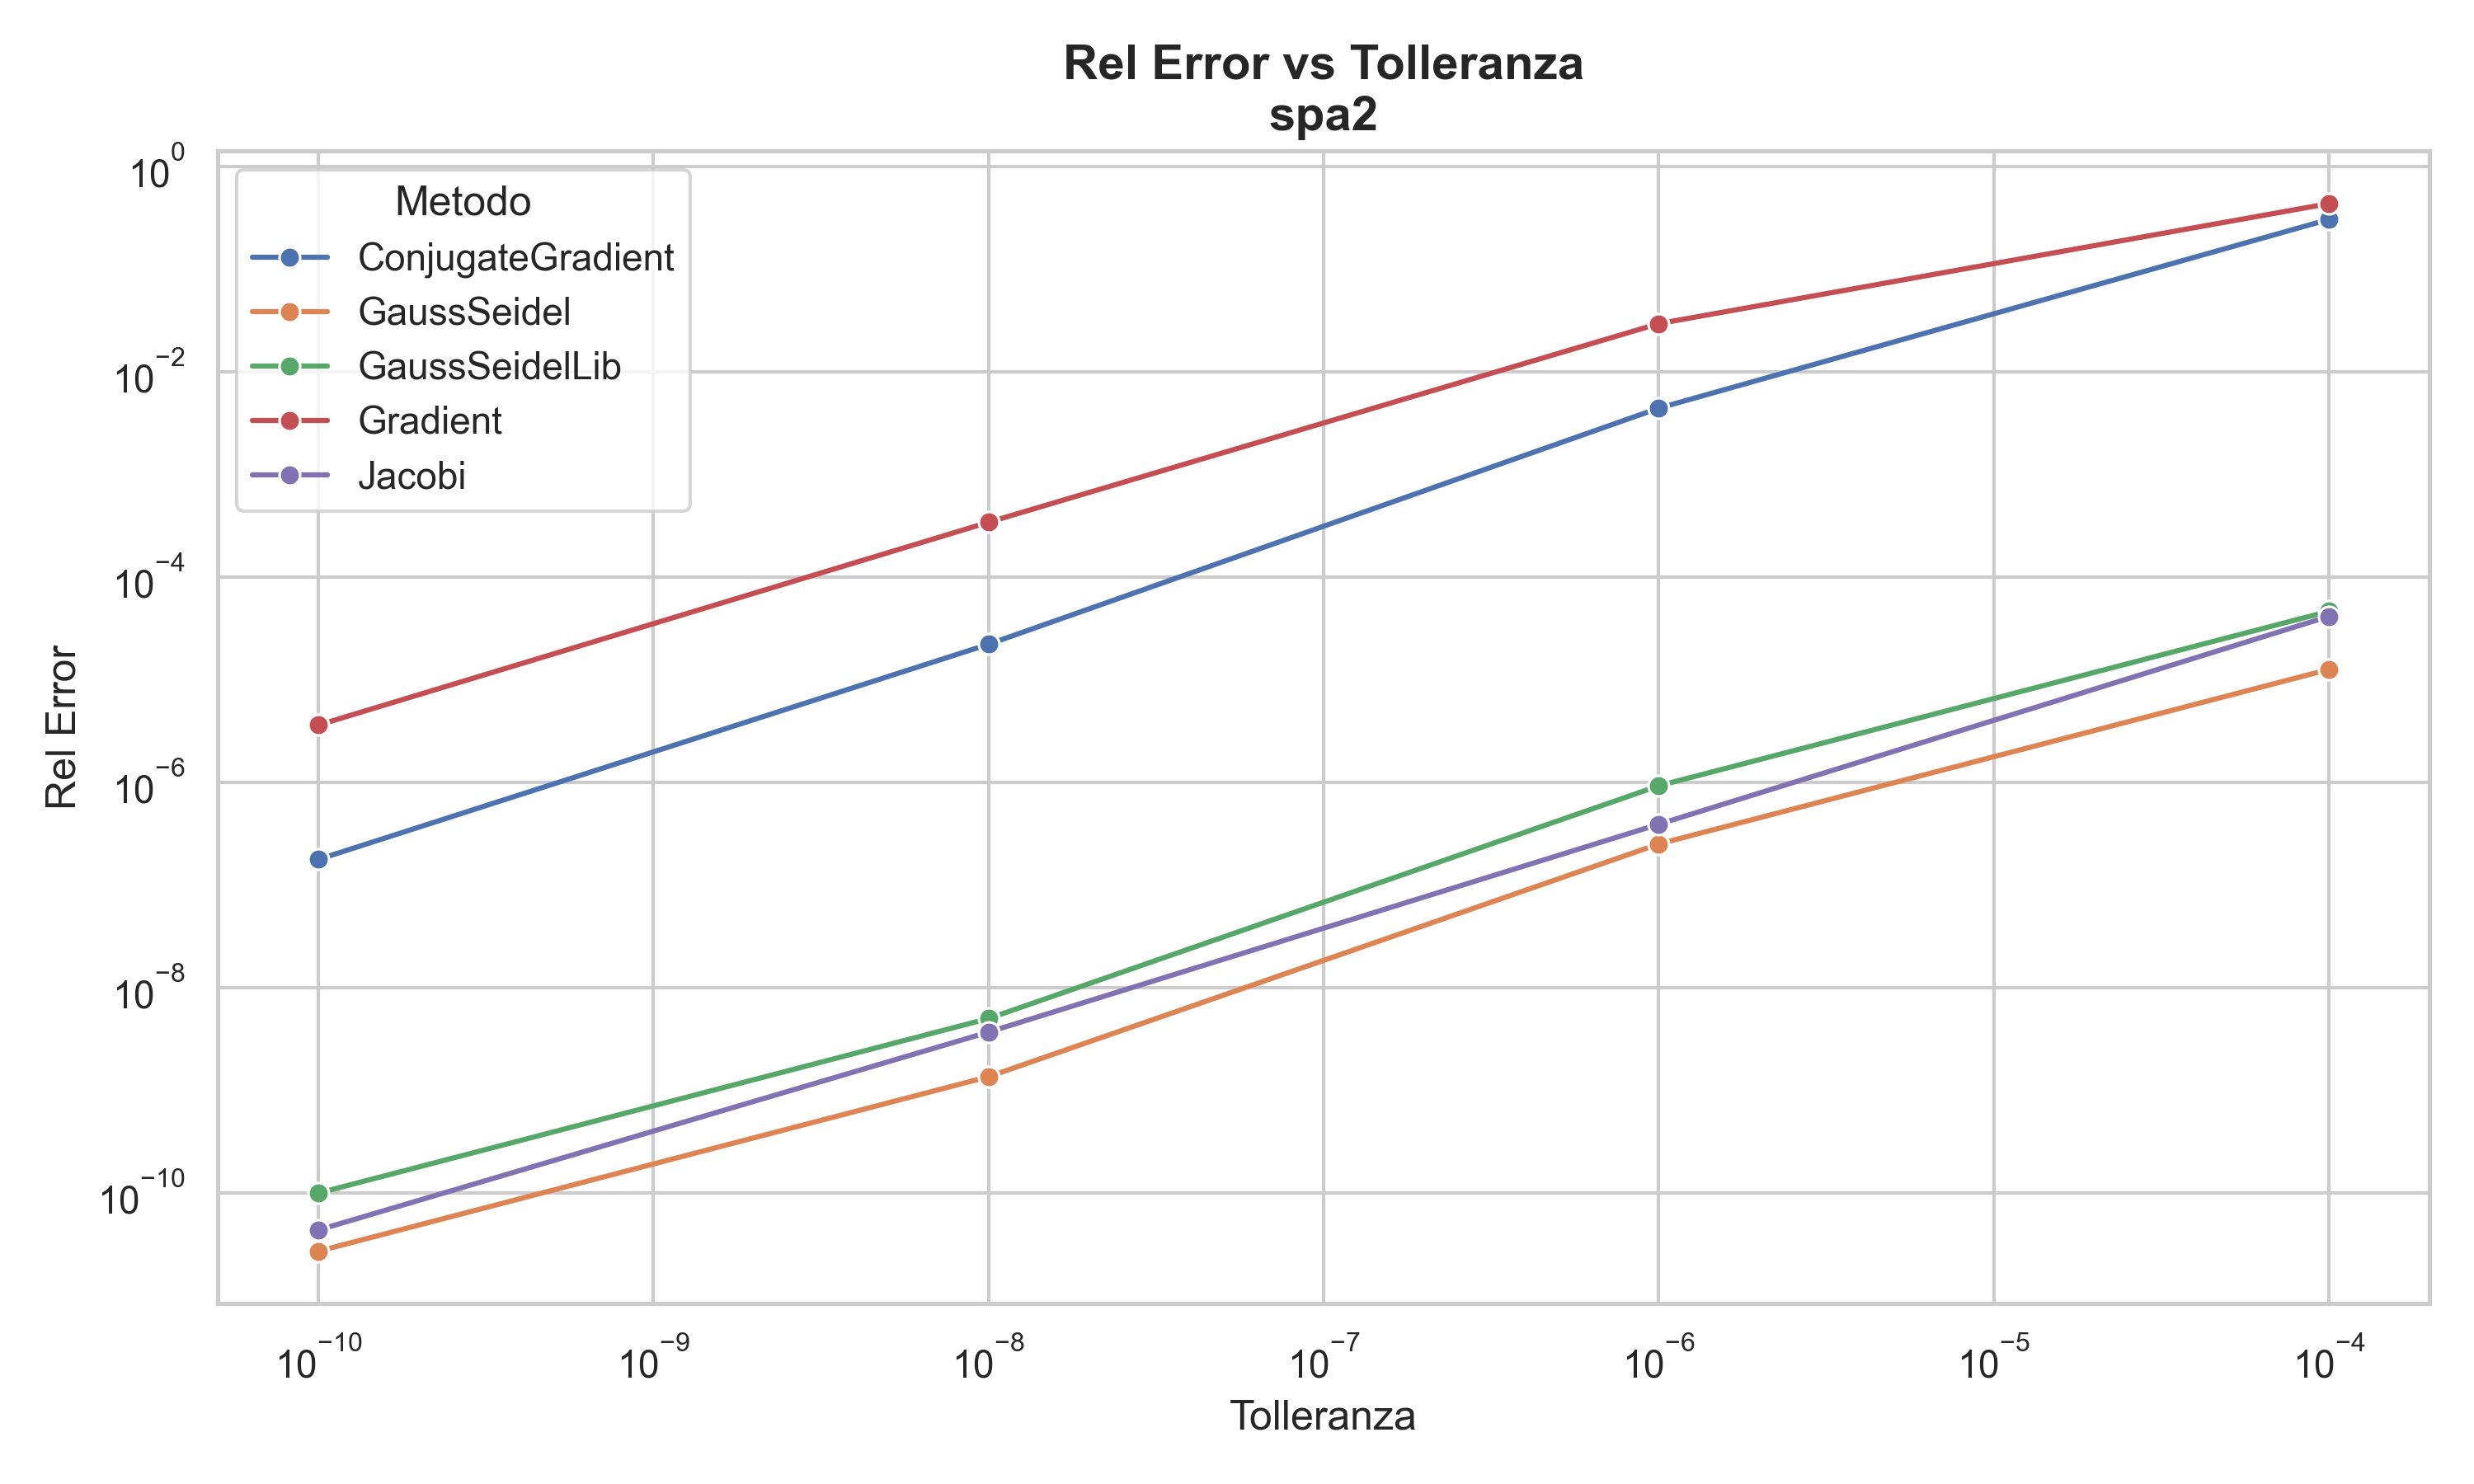 Rel Error vs Tolleranza
spa2
Metodo
ConjugateGradient
GaussSeidel
GaussSeidelLib
Gradient
Jacobi
Rel Error
10⁰
10⁻²
10⁻⁴
10⁻⁶
10⁻⁸
10⁻¹⁰
10⁻¹⁰ 10⁻⁹ 10⁻⁸ 10⁻⁷ 10⁻⁶ 10⁻⁵ 10⁻⁴
Tolleranza